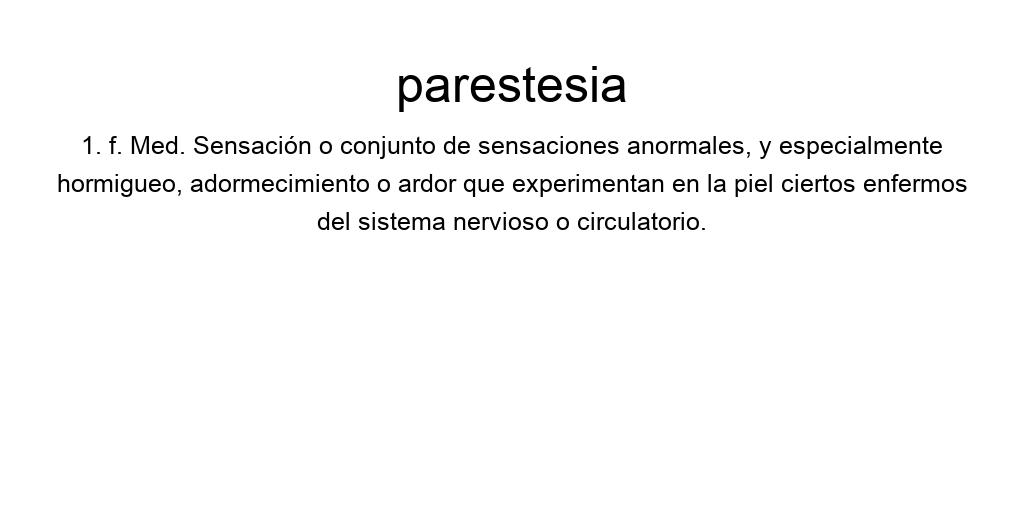 parestesia
1. f. Med. Sensación o conjunto de sensaciones anormales, y especialmente
hormigueo, adormecimiento o ardor que experimentan en la piel ciertos enfermos
del sistema nervioso o circulatorio.